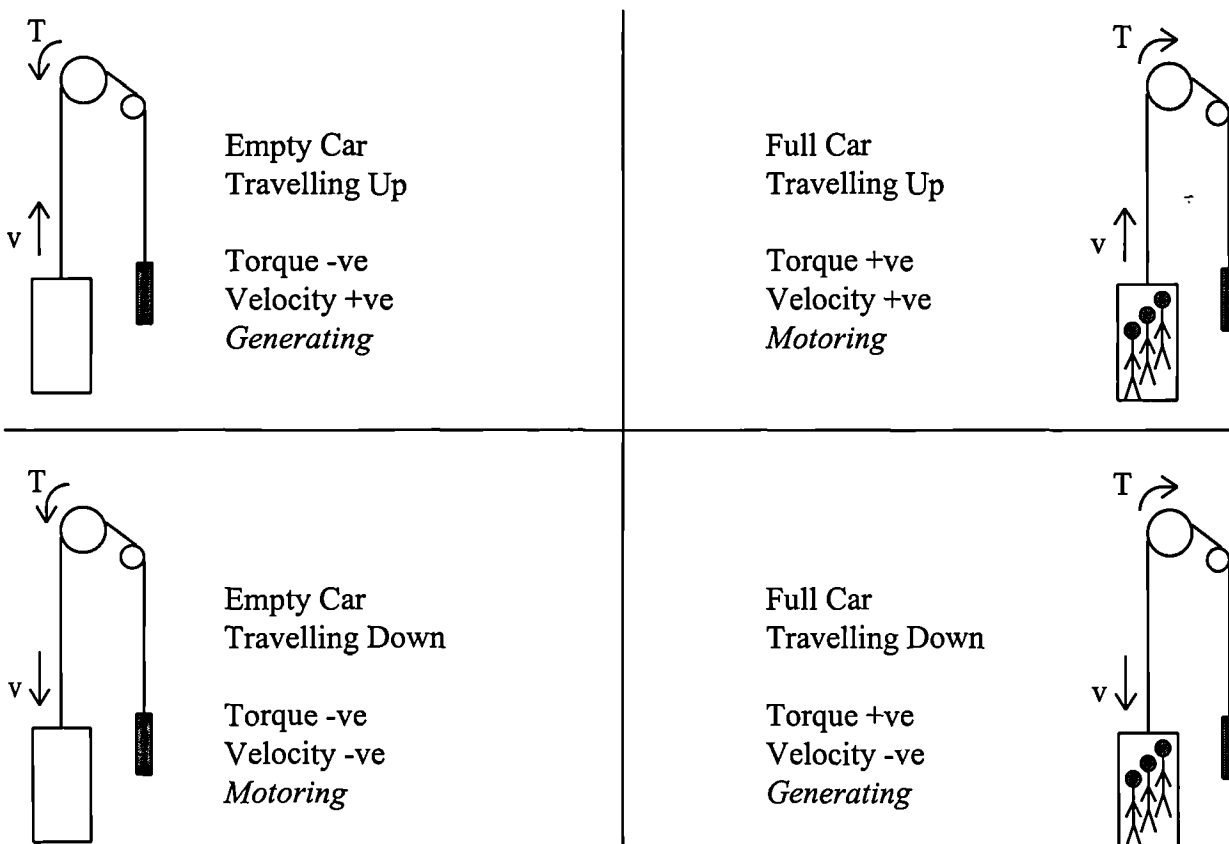 T
v
Empty Car
Travelling Up
Torque -ve
Velocity +ve
Generating
Full Car
Travelling Up
Torque +ve
Velocity +ve
Motoring
T
v
T
v
Empty Car
Travelling Down
Torque -ve
Velocity -ve
Motoring
Full Car
Travelling Down
Torque +ve
Velocity -ve
Generating
T
v